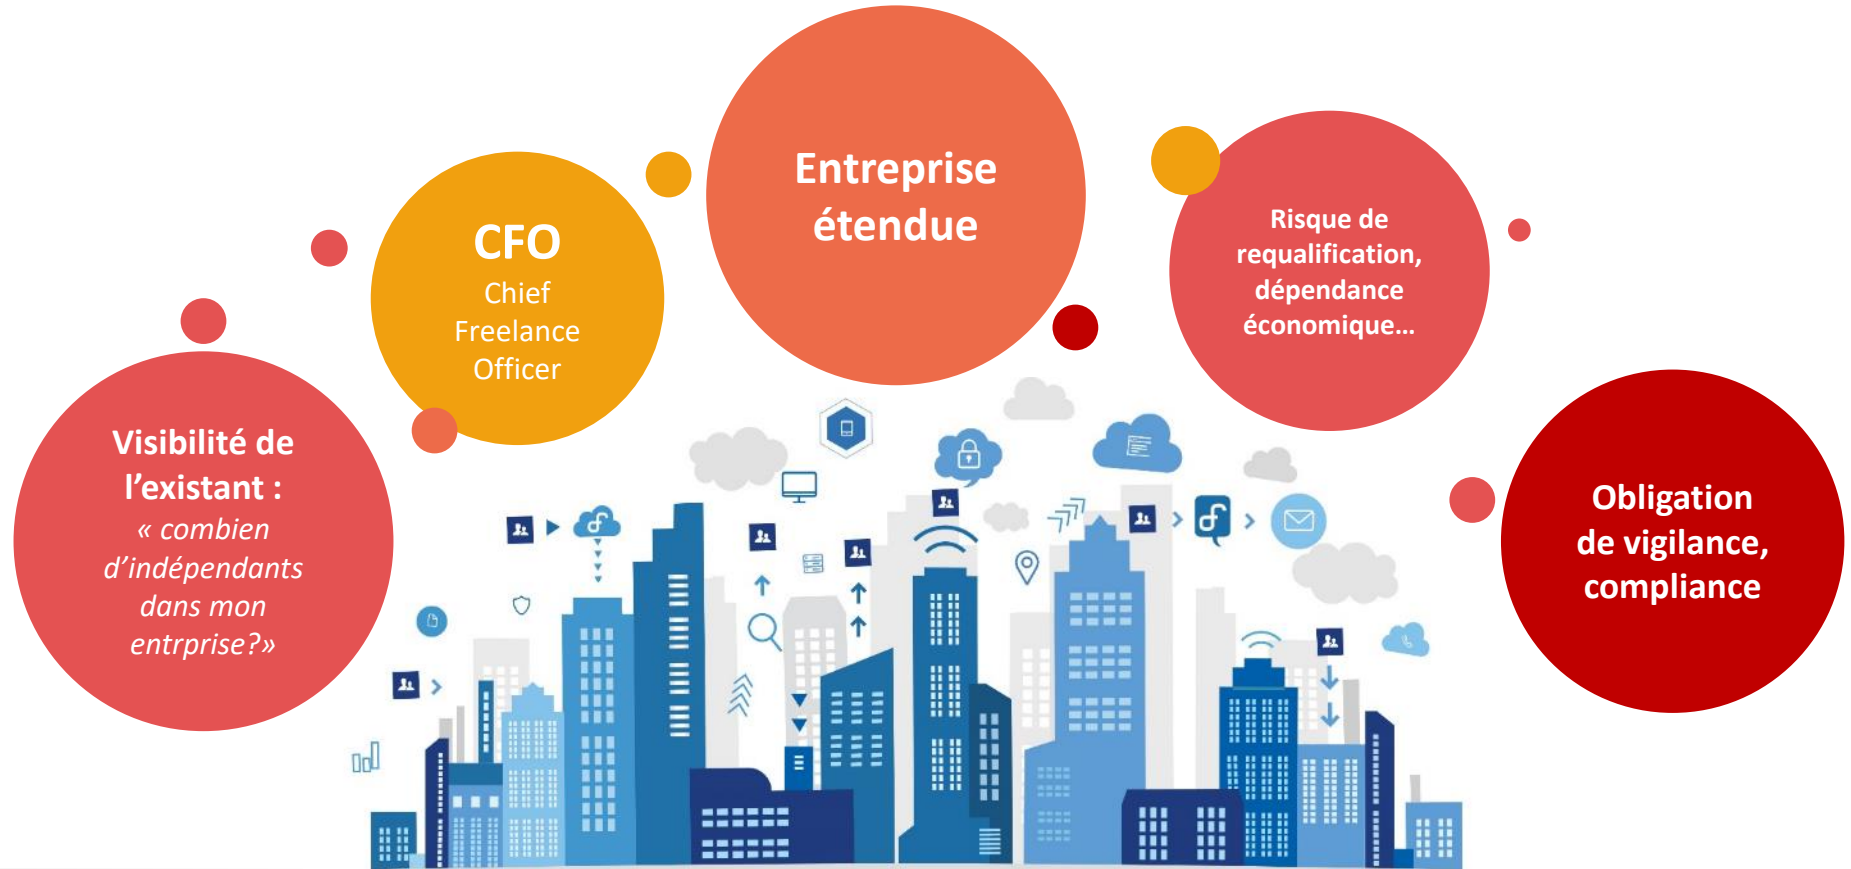 Visibilité de
l’existant :
« combien
d’indépendants
dans mon
entrprise?»
CFO
Chief
Freelance
Officer
Entreprise
étendue
Risque de
requalification,
dépendance
économique…
Obligation
de vigilance,
compliance